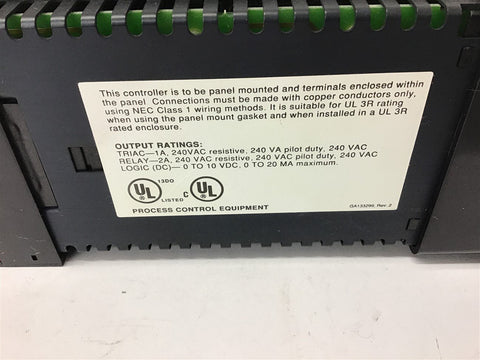 This controller is to be panel mounted and terminals enclosed within
the panel. Connections must be made with copper conductors only,
using NEC Class 1 wiring methods. It is suitable for UL 3R rating
when using the panel mount gasket and when installed in a UL 3R
rated enclosure.
OUTPUT RATINGS:
TRIAC—1A, 240VAC resistive, 240 VA pilot duty, 240 VAC
RELAY—2A, 240 VAC resistive, 240 VAC pilot duty, 240 VAC
LOGIC (DC)— 0 TO 10 VDC, 0 TO 20 MA maximum.
UL 13DO LISTED C UL
PROCESS CONTROL EQUIPMENT
GA133290, Rev. 2